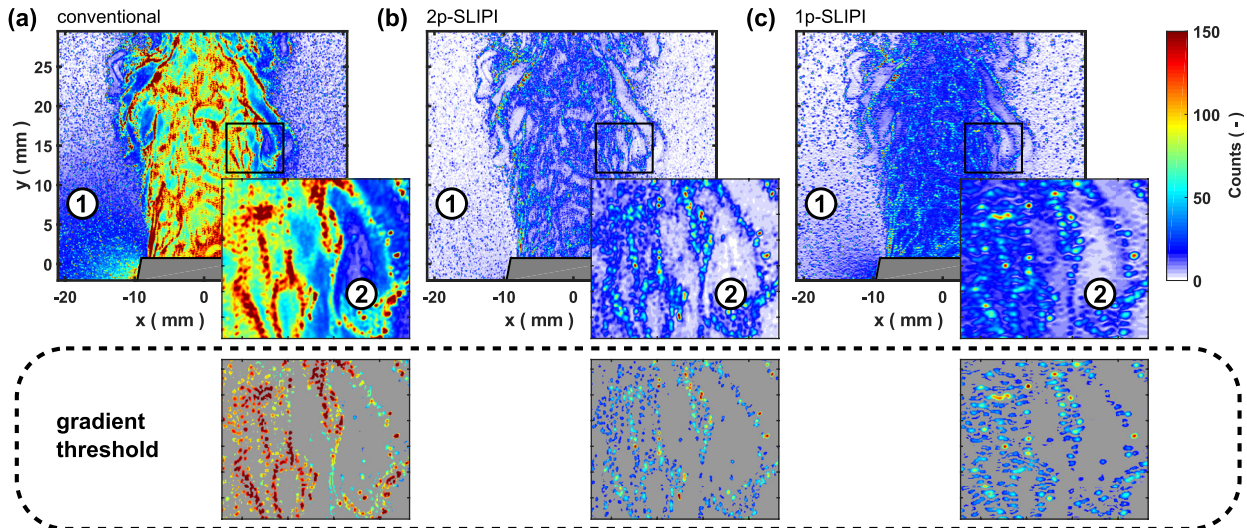 (a) conventional
(b) 2p-SLIPI
(c) 1p-SLIPI
150
100
50
0
Counts ( - )
25
20
15
10
5
0
y ( mm )
1
2
1
2
1
2
-20 -10 0
x ( mm )
-20 -10 0
x ( mm )
-20 -10 0
x ( mm )
gradient
threshold